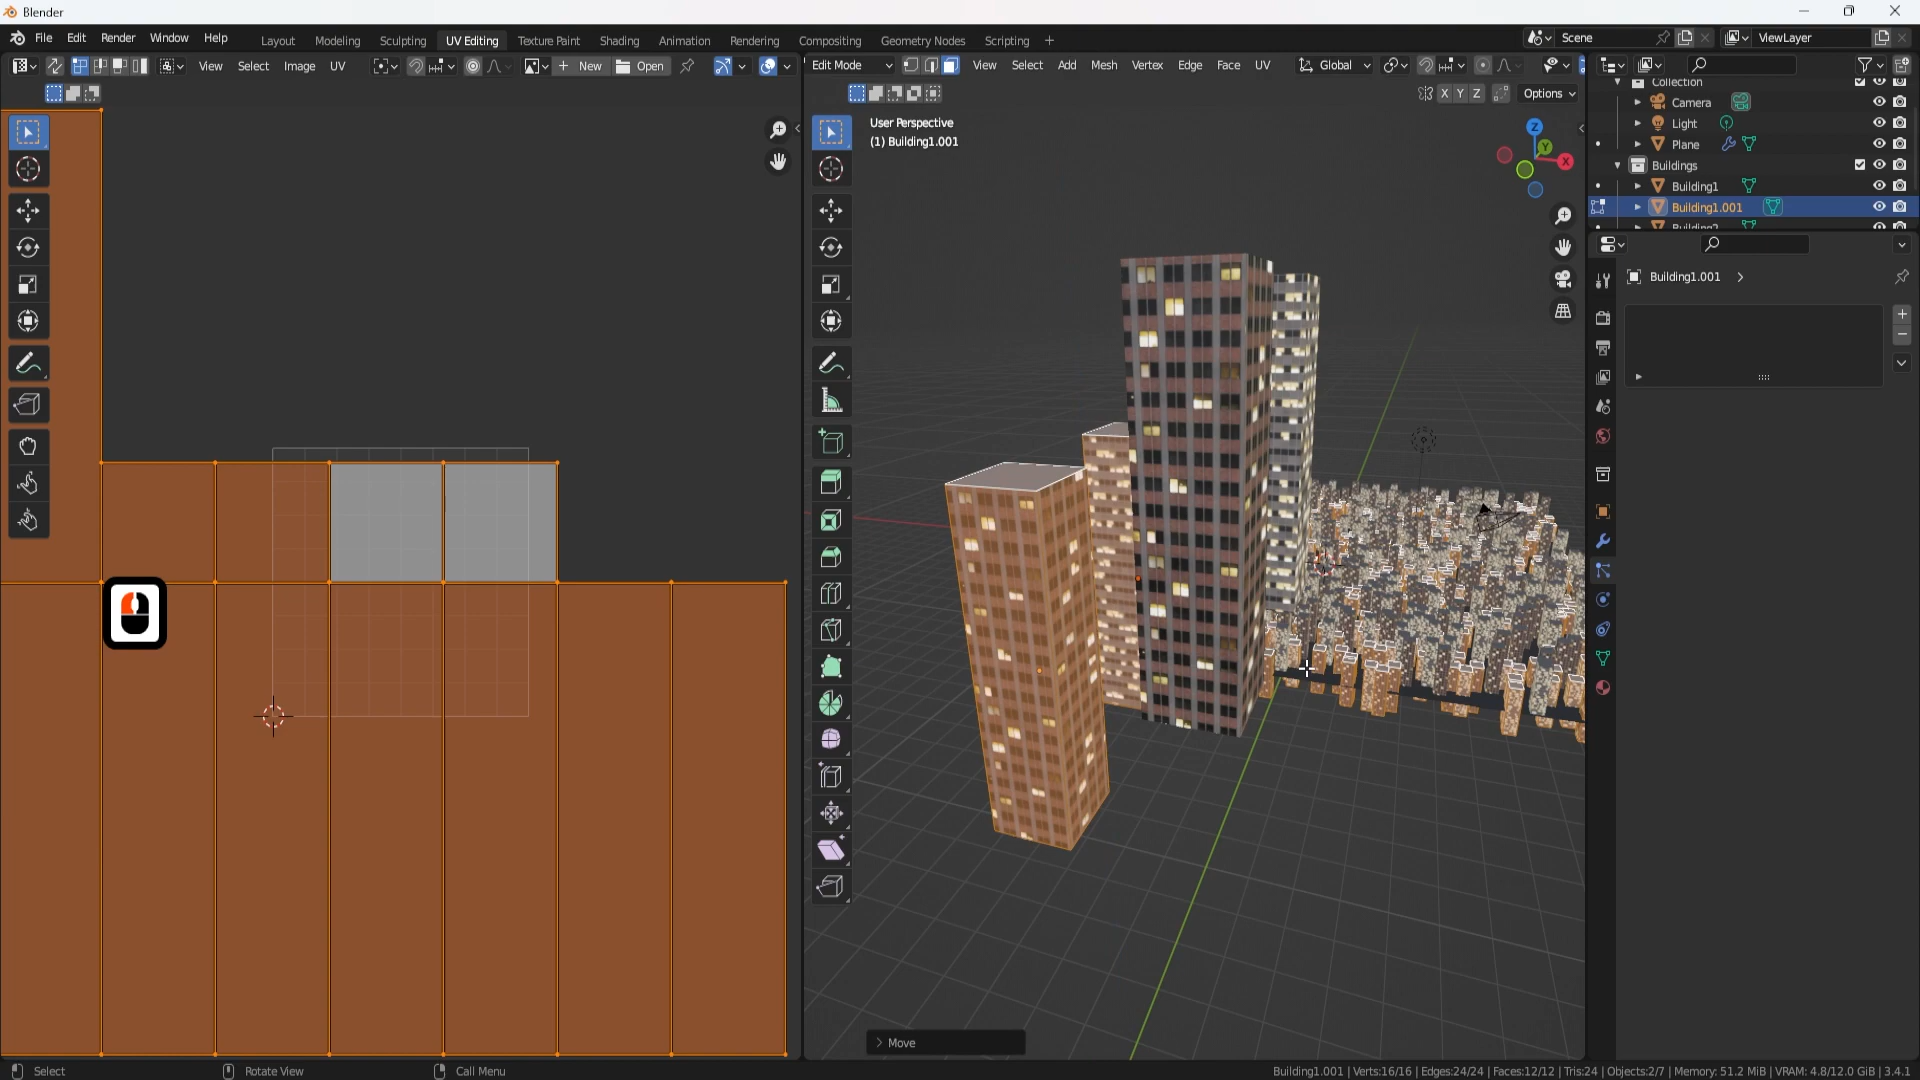 Blender
File Edit Render Window Help
Layout Modeling Sculpting UV Editing Texture Paint Shading Animation Rendering Compositing Geometry Nodes Scripting +
Scene
ViewLayer
View Select Image UV
New
Open
Edit Mode
View Select Add Mesh Vertex Edge Face UV
Global
X Y Z
Options
User Perspective
(1) Building1.001
Z
Y
X
Collection
Camera
Light
Plane
Buildings
Building1
Building1.001
Building2
Building1.001
Move
Select
Rotate View
Call Menu
Building1.001 | Verts:16/16 | Edges:24/24 | Faces:12/12 | Tris:24 | Objects:2/7 | Memory: 51.2 MiB | VRAM: 4.8/12.0 GiB | 3.4.1